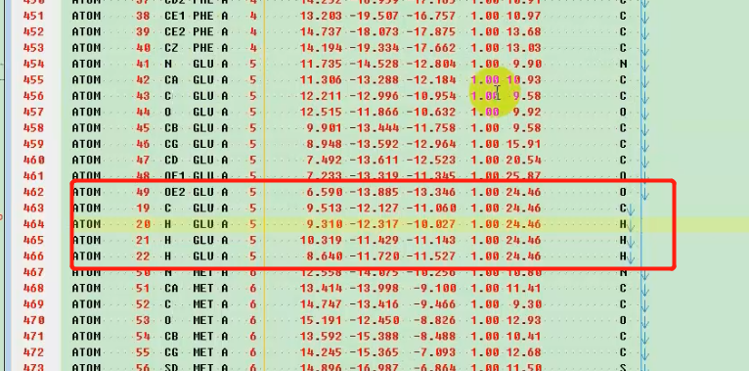 451 ATOM 38 CE1 PHE A 4 13.203 -19.507 -16.757 1.00 10.97 C
452 ATOM 39 CE2 PHE A 4 14.737 -18.073 -17.875 1.00 13.68 C
453 ATOM 40 CZ PHE A 4 14.194 -19.334 -17.662 1.00 13.03 C
454 ATOM 41 N GLU A 5 11.735 -14.528 -12.804 1.00 9.90 N
455 ATOM 42 CA GLU A 5 11.306 -13.288 -12.184 1.00 10.93 C
456 ATOM 43 C GLU A 5 12.211 -12.996 -10.954 1.00 9.58 C
457 ATOM 44 O GLU A 5 12.515 -11.866 -10.632 1.00 9.92 O
458 ATOM 45 CB GLU A 5 9.901 -13.444 -11.758 1.00 9.58 C
459 ATOM 46 CG GLU A 5 8.948 -13.592 -12.964 1.00 15.91 C
460 ATOM 47 CD GLU A 5 7.492 -13.611 -12.523 1.00 20.54 C
461 ATOM 48 OE1 GLU A 5 7.233 -13.319 -11.345 1.00 25.87 O
462 ATOM 49 OE2 GLU A 5 6.590 -13.885 -13.346 1.00 24.46 O
463 ATOM 19 C GLU A 5 9.513 -12.127 -11.060 1.00 24.46 C
464 ATOM 20 H GLU A 5 9.310 -12.317 -10.027 1.00 24.46 H
465 ATOM 21 H GLU A 5 10.319 -11.429 -11.143 1.00 24.46 H
466 ATOM 22 H GLU A 5 8.640 -11.720 -11.527 1.00 24.46 H
467 ATOM 50 N MET A 6 12.558 -14.075 -10.256 1.00 10.80 N
468 ATOM 51 CA MET A 6 13.414 -13.998 -9.100 1.00 11.41 C
469 ATOM 52 C MET A 6 14.747 -13.416 -9.466 1.00 9.30 C
470 ATOM 53 O MET A 6 15.191 -12.450 -8.826 1.00 12.93 O
471 ATOM 54 CB MET A 6 13.592 -15.388 -8.488 1.00 10.41 C
472 ATOM 55 CG MET A 6 14.245 -15.365 -7.093 1.00 12.68 C
473 ATOM 56 SD MET A 6 14.896 -16.987 -6.864 1.00 11.50 S